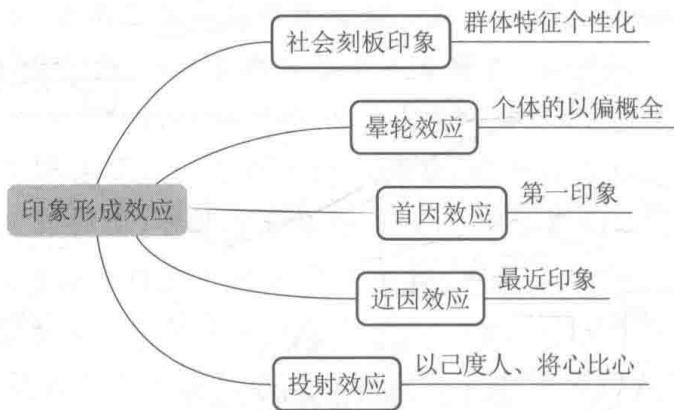 社会刻板印象 群体特征个性化
晕轮效应 个体的以偏概全
印象形成效应
首因效应 第一印象
近因效应 最近印象
投射效应 以己度人、将心比心